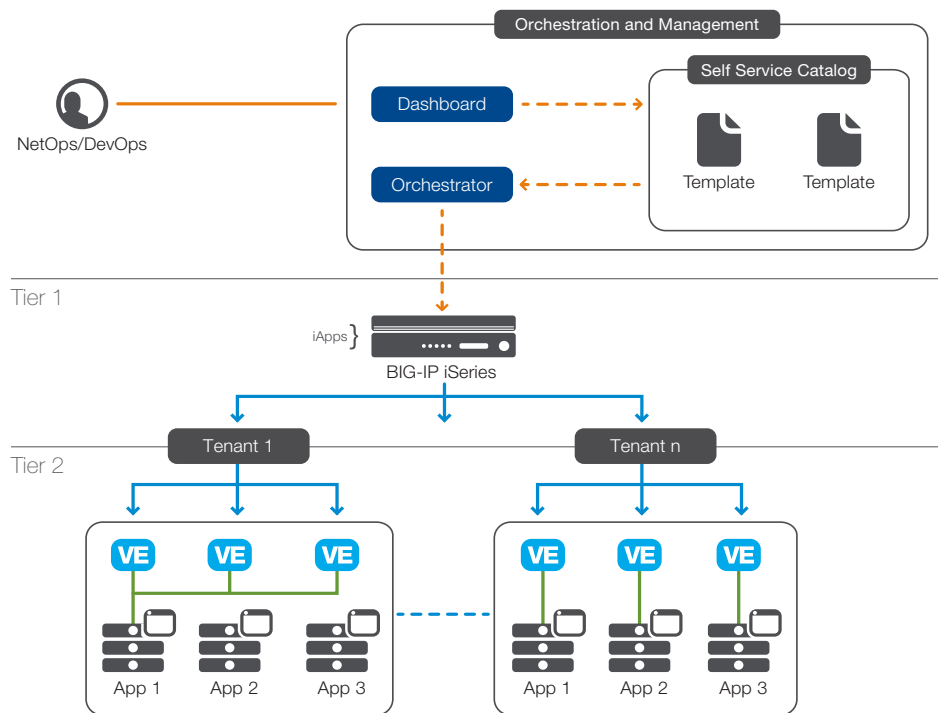 Orchestration and Management
Self Service Catalog
Dashboard
NetOps/DevOps
Template
Template
Orchestrator
Tier 1
iApps
BIG-IP iSeries
Tenant 1
Tenant n
Tier 2
VE
VE
VE
VE
VE
VE
App 1
App 2
App 3
App 1
App 2
App 3